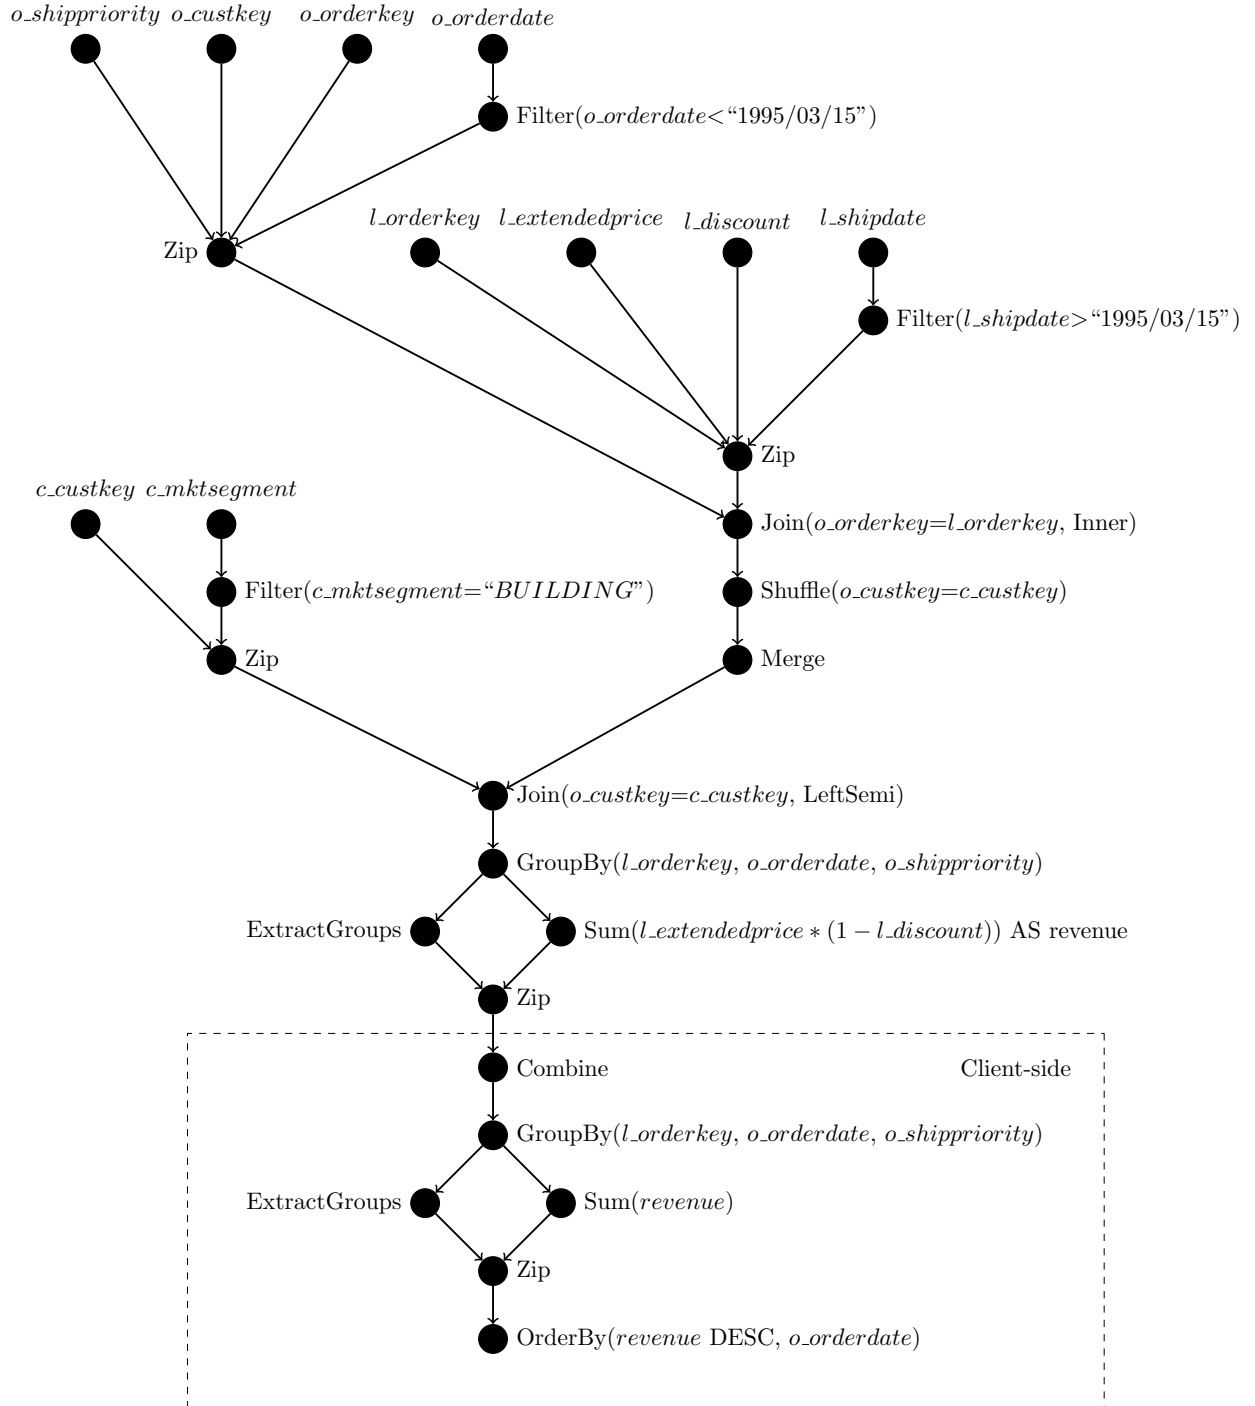 o_shippriority o_custkey o_orderkey o_orderdate
Filter(o_orderdate<“1995/03/15”)
l_orderkey l_extendedprice l_discount l_shipdate
Zip
Filter(l_shipdate>“1995/03/15”)
Zip
c_custkey c_mktsegment
Join(o_orderkey=l_orderkey, Inner)
Filter(c_mktsegment=“BUILDING”)
Shuffle(o_custkey=c_custkey)
Zip
Merge
Join(o_custkey=c_custkey, LeftSemi)
GroupBy(l_orderkey, o_orderdate, o_shippriority)
ExtractGroups
Sum(l_extendedprice ∗ (1 − l_discount)) AS revenue
Zip
Combine
Client-side
GroupBy(l_orderkey, o_orderdate, o_shippriority)
ExtractGroups
Sum(revenue)
Zip
OrderBy(revenue DESC, o_orderdate)